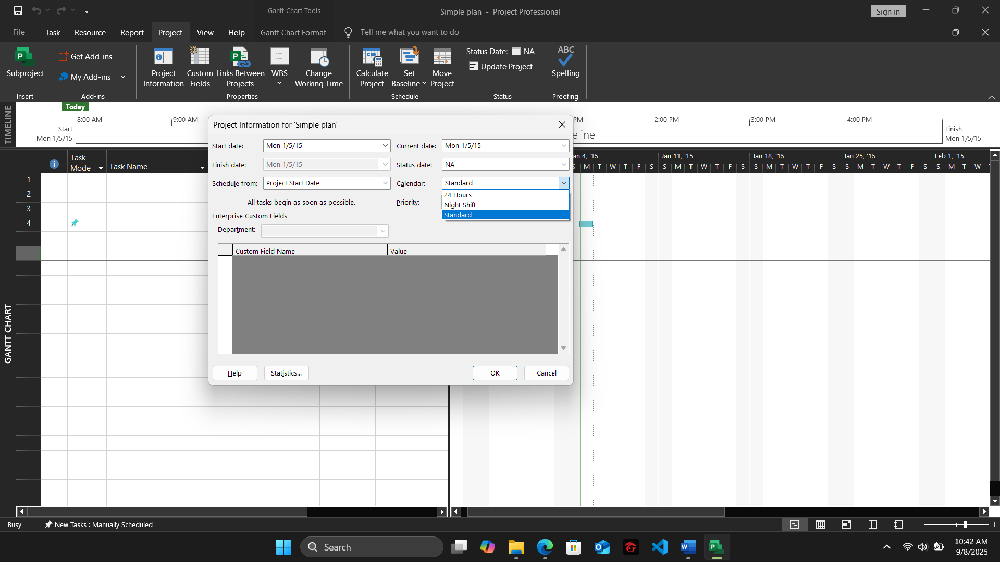 Gantt Chart Tools
Simple plan - Project Professional
Sign in
File
Task
Resource
Report
Project
View
Help
Gantt Chart Format
Tell me what you want to do
Subproject
Insert
Get Add-ins
My Add-ins
Add-ins
Project Information
Custom Fields
Links Between Projects
WBS
Change Working Time
Properties
Calculate Project
Set Baseline
Move Project
Schedule
Status Date: NA
Update Project
Status
ABC
Spelling
Proofing
TIMELINE
Today
8:00 AM
9:00 AM
PM
2:00 PM
3:00 PM
4:00 PM
Start
Mon 1/5/15
eline
Finish
Mon 1/5/15
Project Information for 'Simple plan'
Start date: Mon 1/5/15
Current date: Mon 1/5/15
Finish date: Mon 1/5/15
Status date: NA
Schedule from: Project Start Date
Calendar: Standard
24 Hours
Night Shift
Standard
All tasks begin as soon as possible.
Priority:
Enterprise Custom Fields
Department:
Custom Field Name
Value
Help
Statistics...
OK
Cancel
GANTT CHART
Task Mode
Task Name
1
2
3
4
an 4, '15
Jan 11, '15
Jan 18, '15
Jan 25, '15
Feb 1, '15
S M T W T F S S M T W T F S S M T W T F S S M T W T F S S M T W
Busy
New Tasks : Manually Scheduled
Search
10:42 AM
9/8/2025